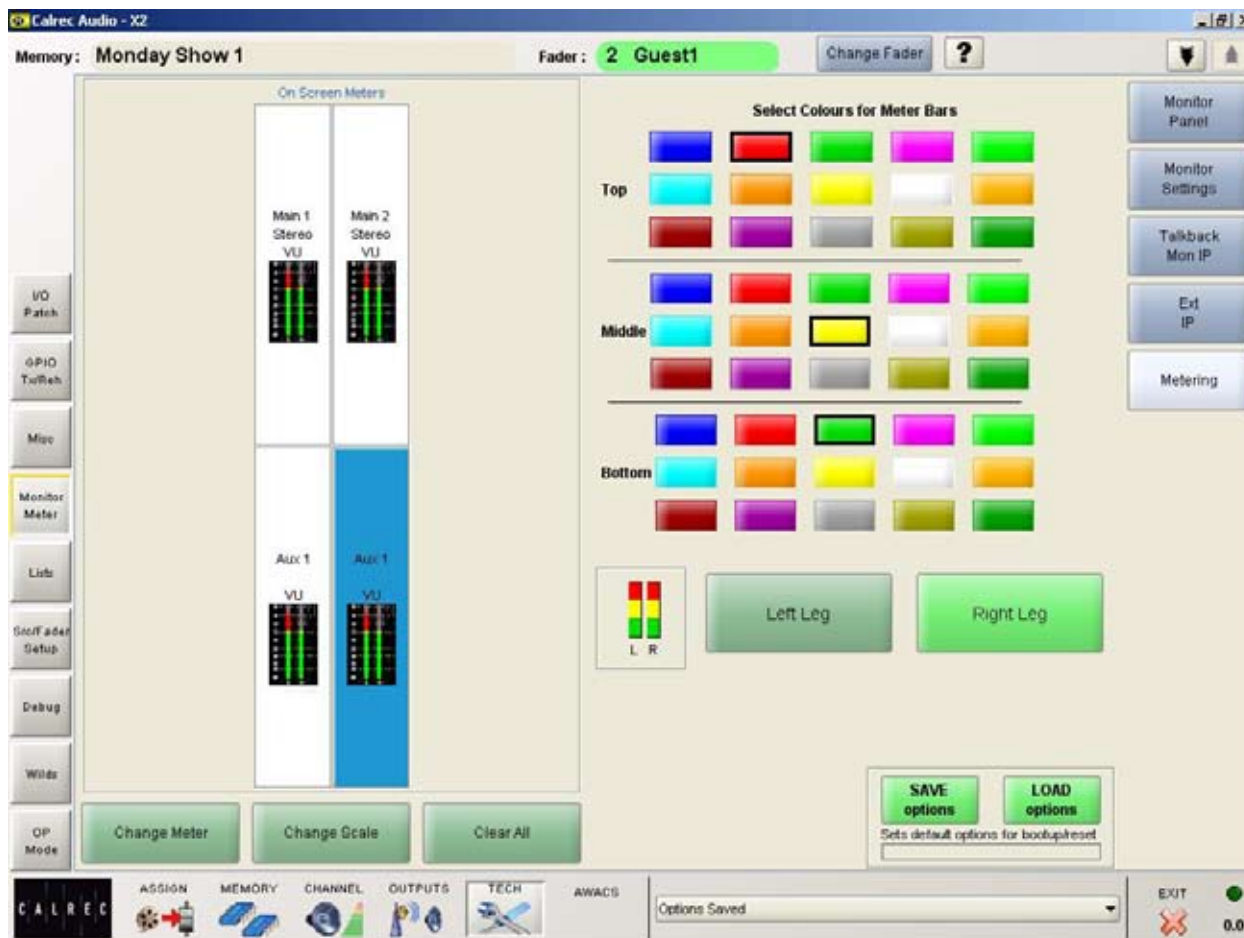 Calrec Audio - X2
Memory: Monday Show 1
Fader: 2 Guest1
Change Fader
?
On Screen Meters
Main 1
Stereo
VU
Main 2
Stereo
VU
Aux 1
VU
Aux 1
VU
Select Colours for Meter Bars
Top
Middle
Bottom
L R
Left Leg
Right Leg
Monitor
Panel
Monitor
Settings
Talkback
Mon IP
Ext
IP
Metering
I/O
Patch
GPIO
Tx/Reh
Misc
Monitor
Meter
Lists
Src/Fader
Setup
Debug
Wilds
OP
Mode
Change Meter
Change Scale
Clear All
SAVE
options
LOAD
options
Sets default options for bootup/reset
CALREC
ASSIGN
MEMORY
CHANNEL
OUTPUTS
TECH
AWACS
Options Saved
EXIT
0.0